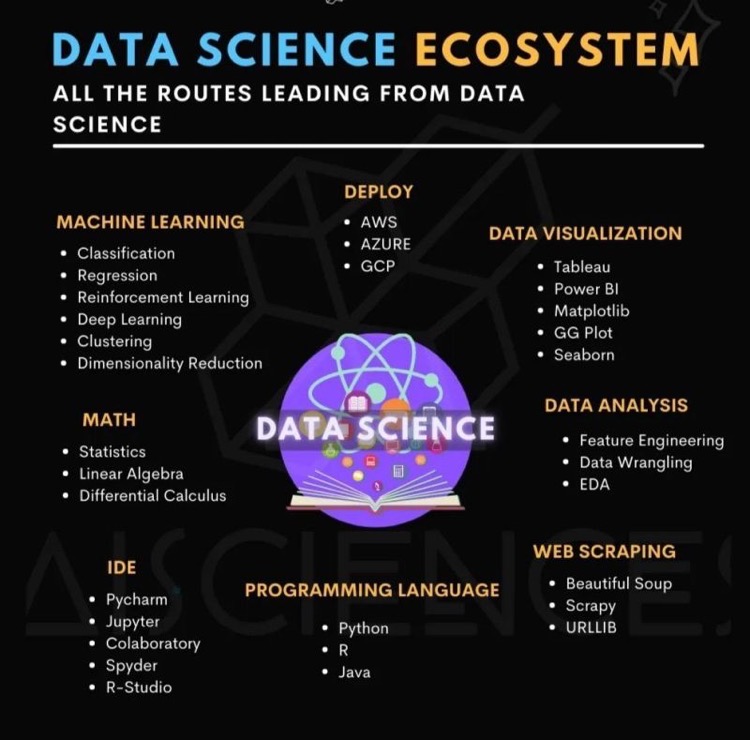 DATA SCIENCE ECOSYSTEM
ALL THE ROUTES LEADING FROM DATA
SCIENCE
DEPLOY
AWS
AZURE
GCP
MACHINE LEARNING
Classification
Regression
Reinforcement Learning
Deep Learning
Clustering
Dimensionality Reduction
DATA VISUALIZATION
Tableau
Power BI
Matplotlib
GG Plot
Seaborn
DATA SCIENCE
MATH
Statistics
Linear Algebra
Differential Calculus
DATA ANALYSIS
Feature Engineering
Data Wrangling
EDA
IDE
Pycharm
Jupyter
Colaboratory
Spyder
R-Studio
PROGRAMMING LANGUAGE
Python
R
Java
WEB SCRAPING
Beautiful Soup
Scrapy
URLLIB
AISCIENCES